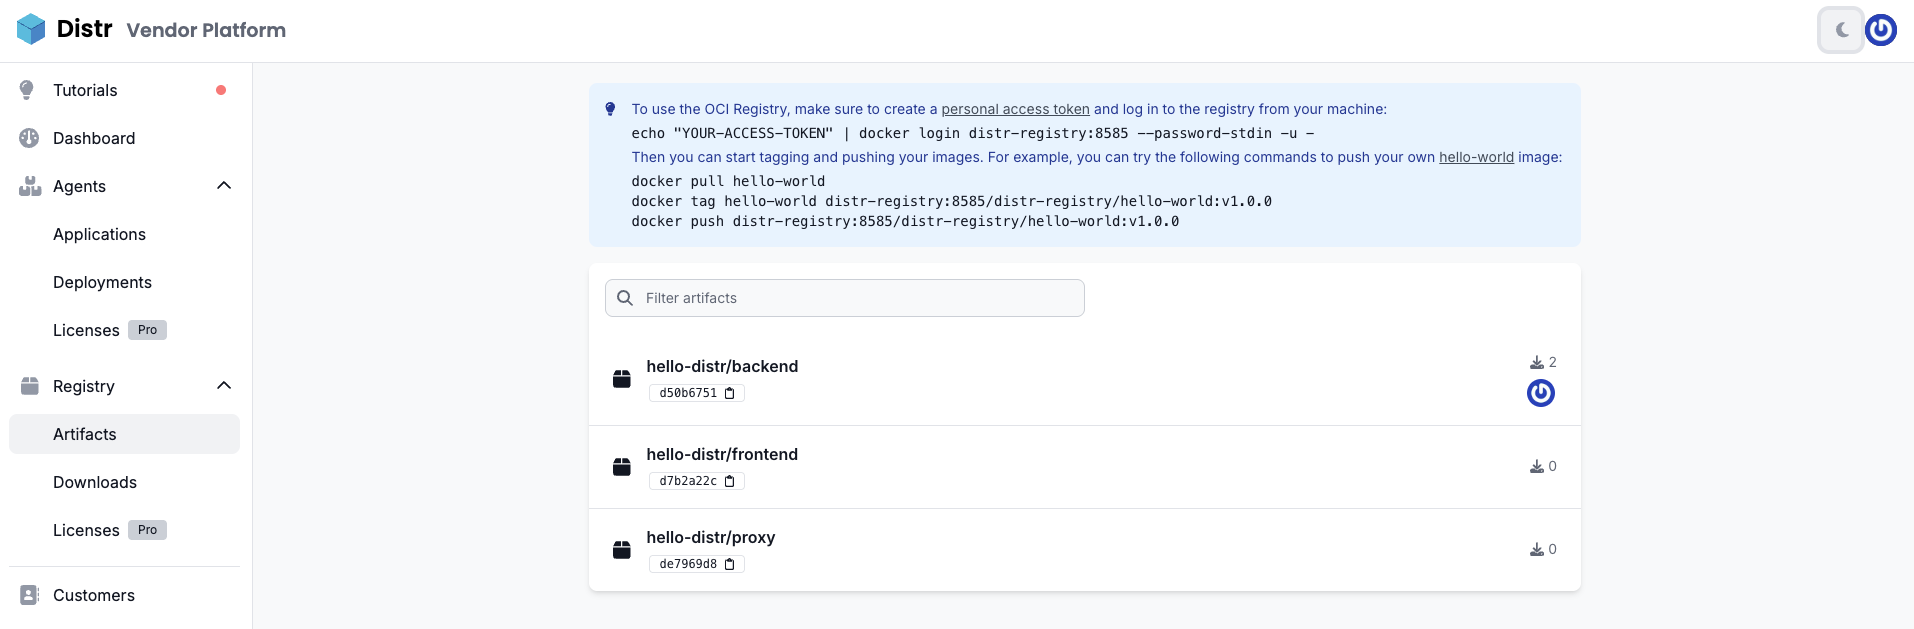 Distr Vendor Platform
Tutorials
Dashboard
Agents
Applications
Deployments
Licenses Pro
Registry
Artifacts
Downloads
Licenses Pro
Customers
To use the OCI Registry, make sure to create a personal access token and log in to the registry from your machine:
echo "YOUR-ACCESS-TOKEN" | docker login distr-registry:8585 --password-stdin -u -
Then you can start tagging and pushing your images. For example, you can try the following commands to push your own hello-world image:
docker pull hello-world
docker tag hello-world distr-registry:8585/distr-registry/hello-world:v1.0.0
docker push distr-registry:8585/distr-registry/hello-world:v1.0.0
Filter artifacts
hello-distr/backend
d50b6751
2
hello-distr/frontend
d7b2a22c
0
hello-distr/proxy
de7969d8
0